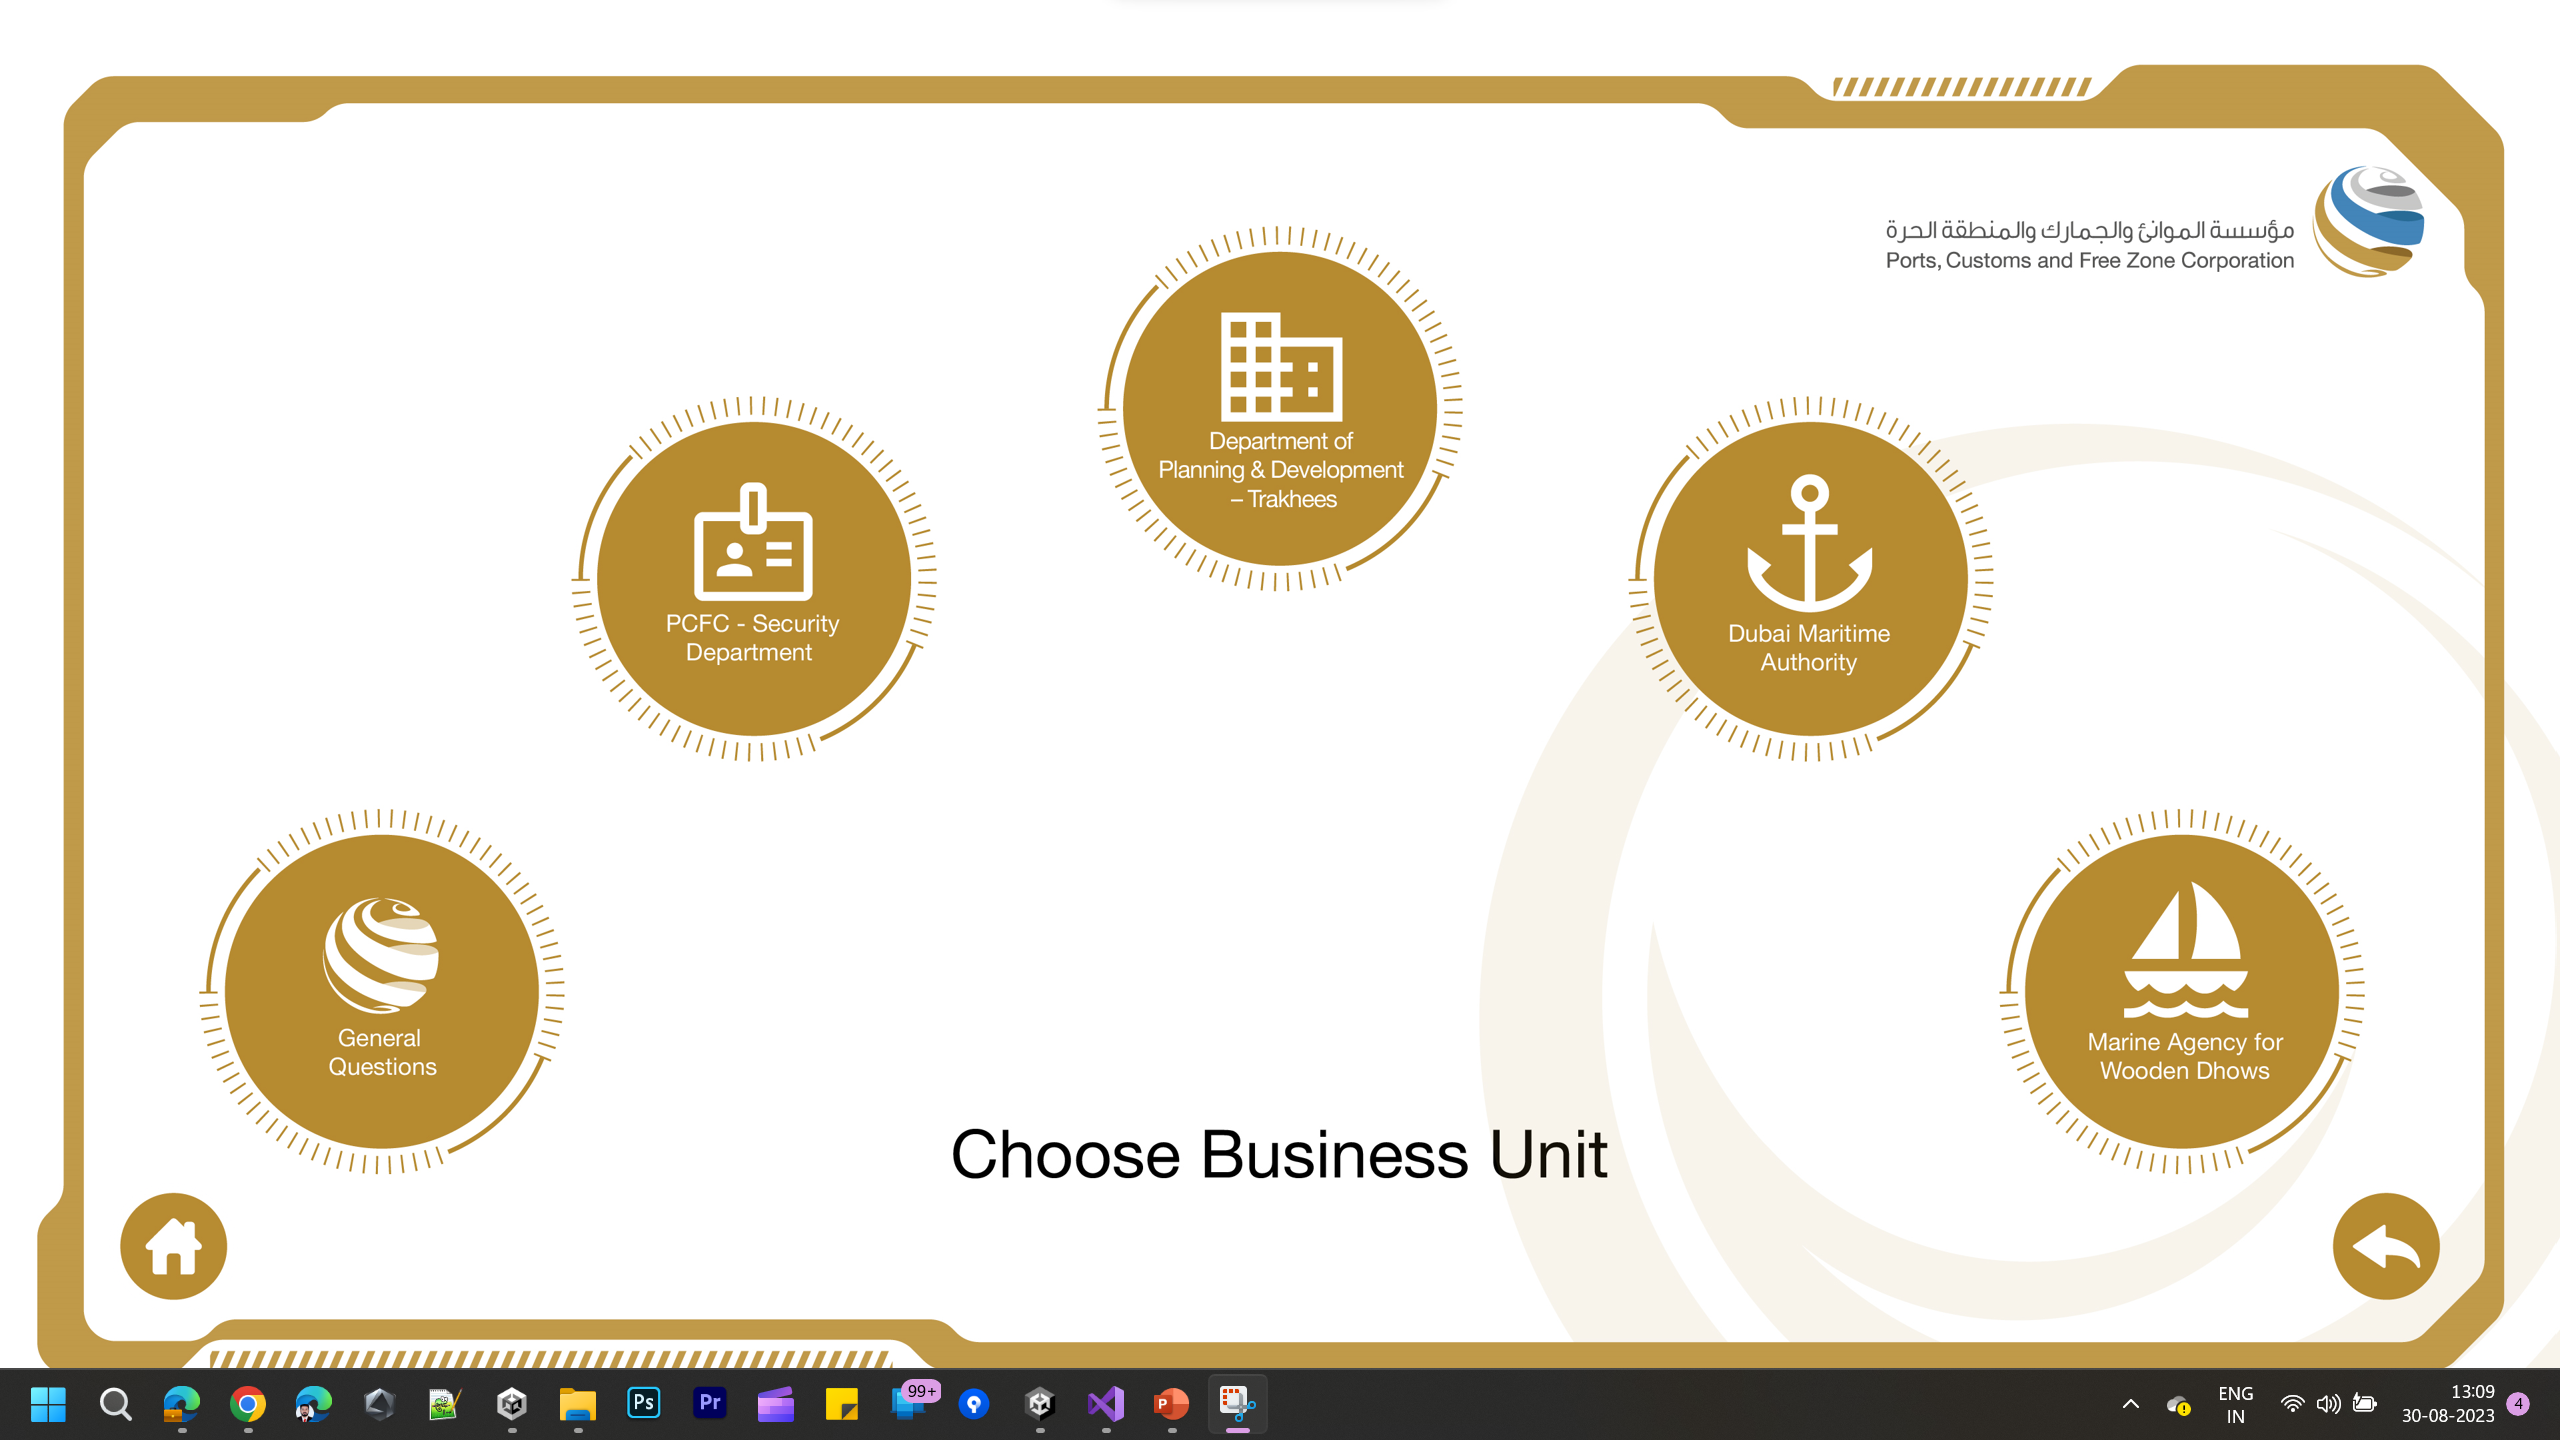 مؤسسة الموانئ والجمارك والمنطقة الحرة
Ports, Customs and Free Zone Corporation
Department of
Planning & Development
– Trakhees
PCFC - Security
Department
Dubai Maritime
Authority
General
Questions
Marine Agency for
Wooden Dhows
Choose Business Unit
Ps
Pr
99+
P
ENG
IN
13:09
30-08-2023
4